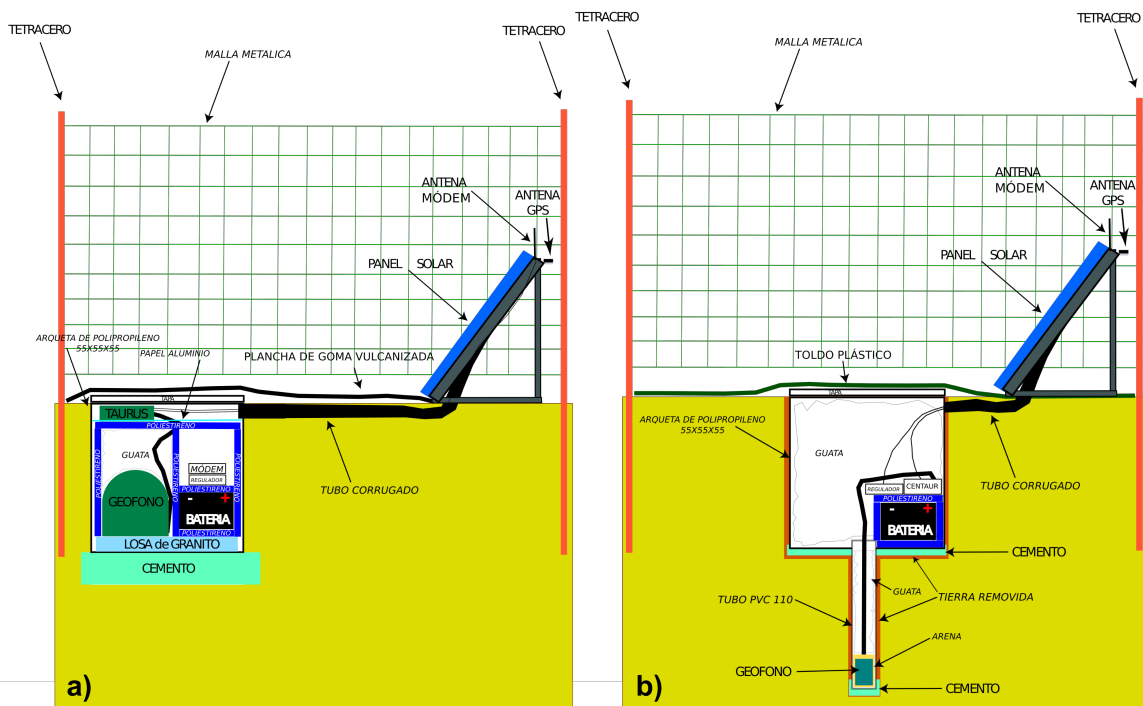 TETRACERO
TETRACERO
MALLA METALICA
ANTENA
MÓDEM
ANTENA
GPS
PANEL SOLAR
ARQUETA DE POLIPROPILENO
55X55X55
PAPEL ALUMINIO
PLANCHA DE GOMA VULCANIZADA
TAPA
TAURUS
POLIESTIRENO
GUATA
POLIESTIRENO
POLIESTIRENO
POLIESTIRENO
MÓDEM
REGULADOR
POLIESTIRENO
GEOFONO
- +
BATERIA
POLIESTIRENO
TUBO CORRUGADO
LOSA de GRANITO
CEMENTO
a)
TETRACERO
TETRACERO
MALLA METALICA
ANTENA
MÓDEM
ANTENA
GPS
PANEL SOLAR
TOLDO PLÁSTICO
TAPA
ARQUETA DE POLIPROPILENO
55X55X55
GUATA
REGULADOR
CENTAUR
POLIESTIRENO
- +
BATERIA
TUBO CORRUGADO
CEMENTO
GUATA
TUBO PVC 110
TIERRA REMOVIDA
ARENA
GEOFONO
CEMENTO
b)